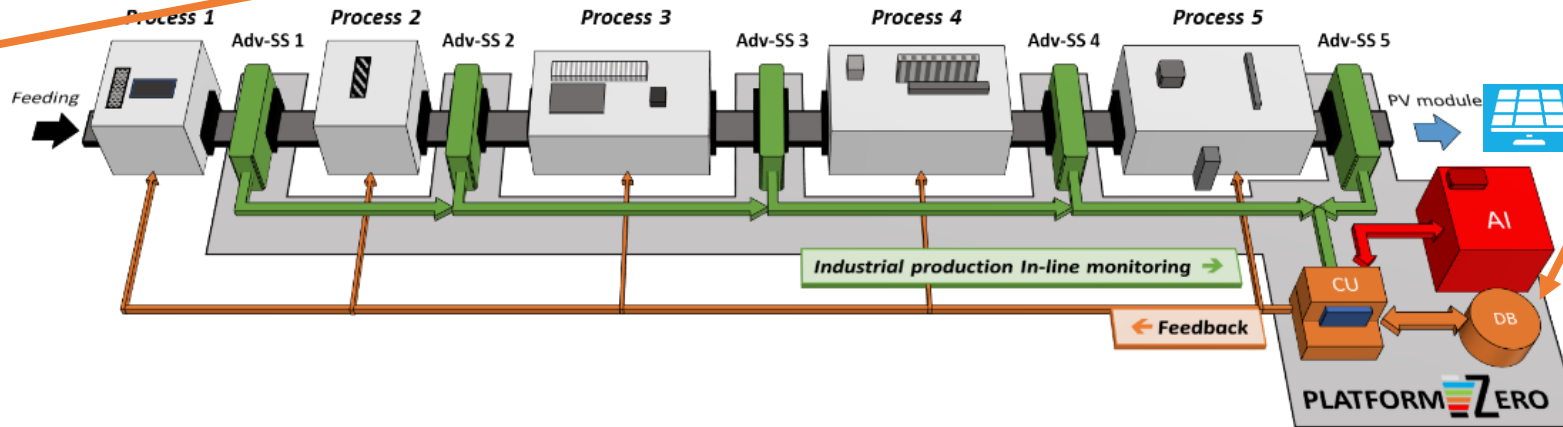 Process 1
Process 2
Process 3
Process 4
Process 5
Adv-SS 1
Adv-SS 2
Adv-SS 3
Adv-SS 4
Adv-SS 5
Feeding
PV module
AI
Industrial production In-line monitoring →
CU
DB
← Feedback
PLATFORM ZERO